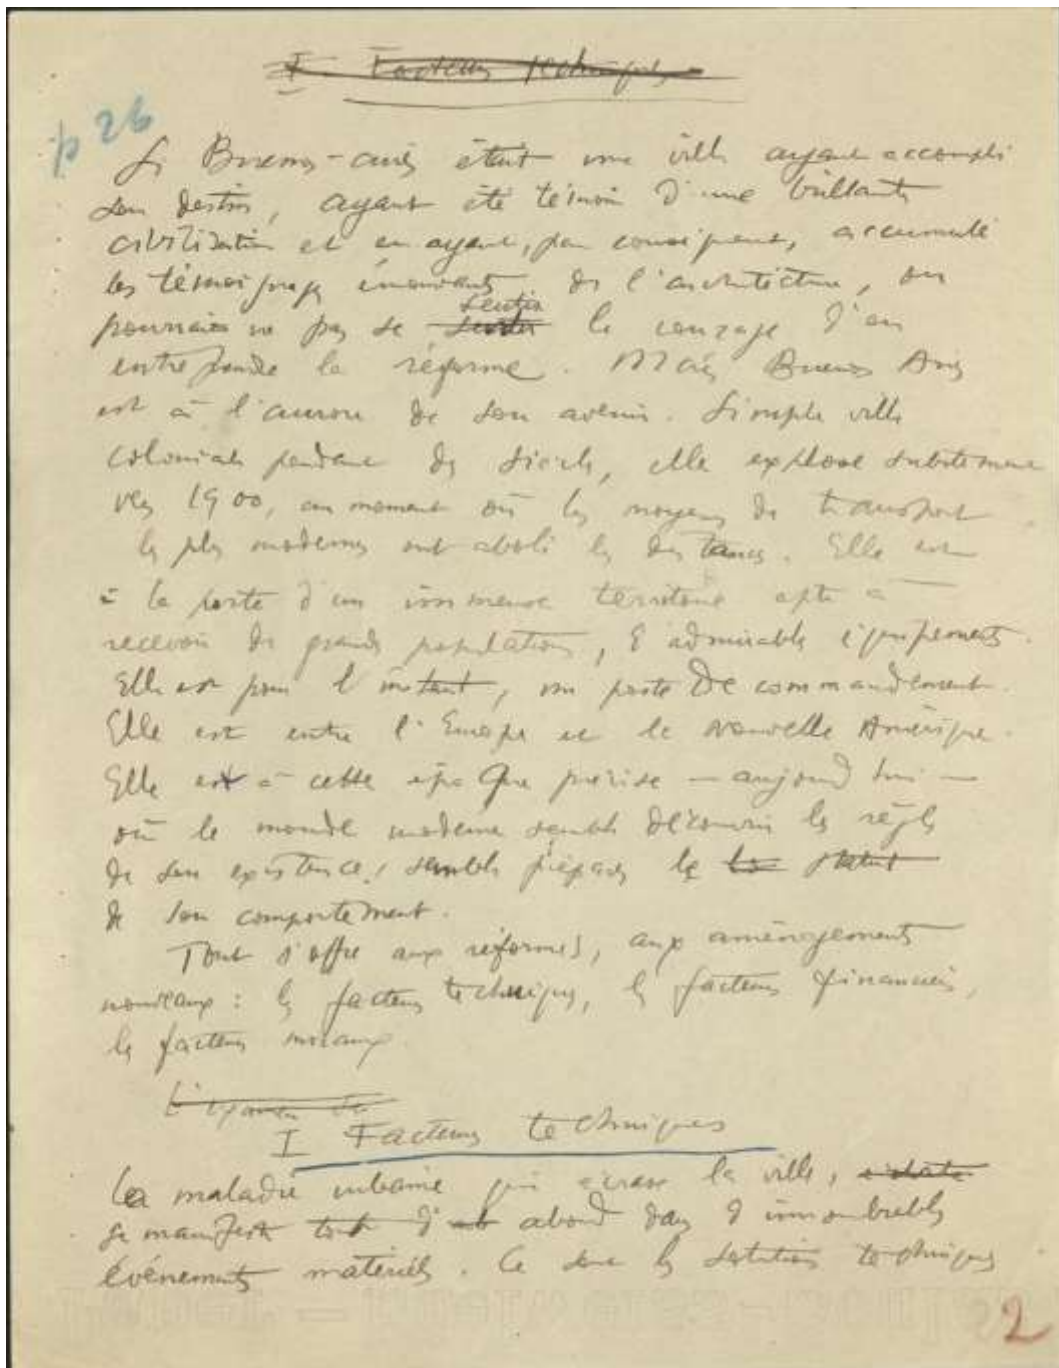 I. Facteurs techniques
p 26
Si Buenos-aires était une ville ayant accompli
son destin, ayant été témoin d'une brillante
civilisation et en ayant, par conséquent, accumulé
les témoignages émouvants de l'architecture, on
pourrait ne pas se
sentir
le courage d'en
entreprendre la réforme. Mais Buenos Aires
est à l'aurore de son avenir. Simple ville
coloniale pendant des siècles, elle explose subitement
vers 1900, au moment où les moyens de transport
les plus modernes ont aboli les distances. Elle est
à la porte d'un immense territoire apte à
recevoir de grandes populations, d'admirables équipements.
Elle est pour l'instant, un poste de commandement.
Elle est entre l'Europe et la Nouvelle Amérique.
Elle est à cette époque précise — aujourd'hui —
où le monde moderne semble découvrir les règles
de son existence, semble préparer le statut
de son comportement.
Tout s'offre aux réformes, aux aménagements
nouveaux : les facteurs techniques, les facteurs financiers,
les facteurs moraux.
L'examen de
I Facteurs techniques
La maladie urbaine qui écrase la ville,
se manifeste tout d'abord dans d'innombrables
événements matériels. Ce sont les solutions techniques
2